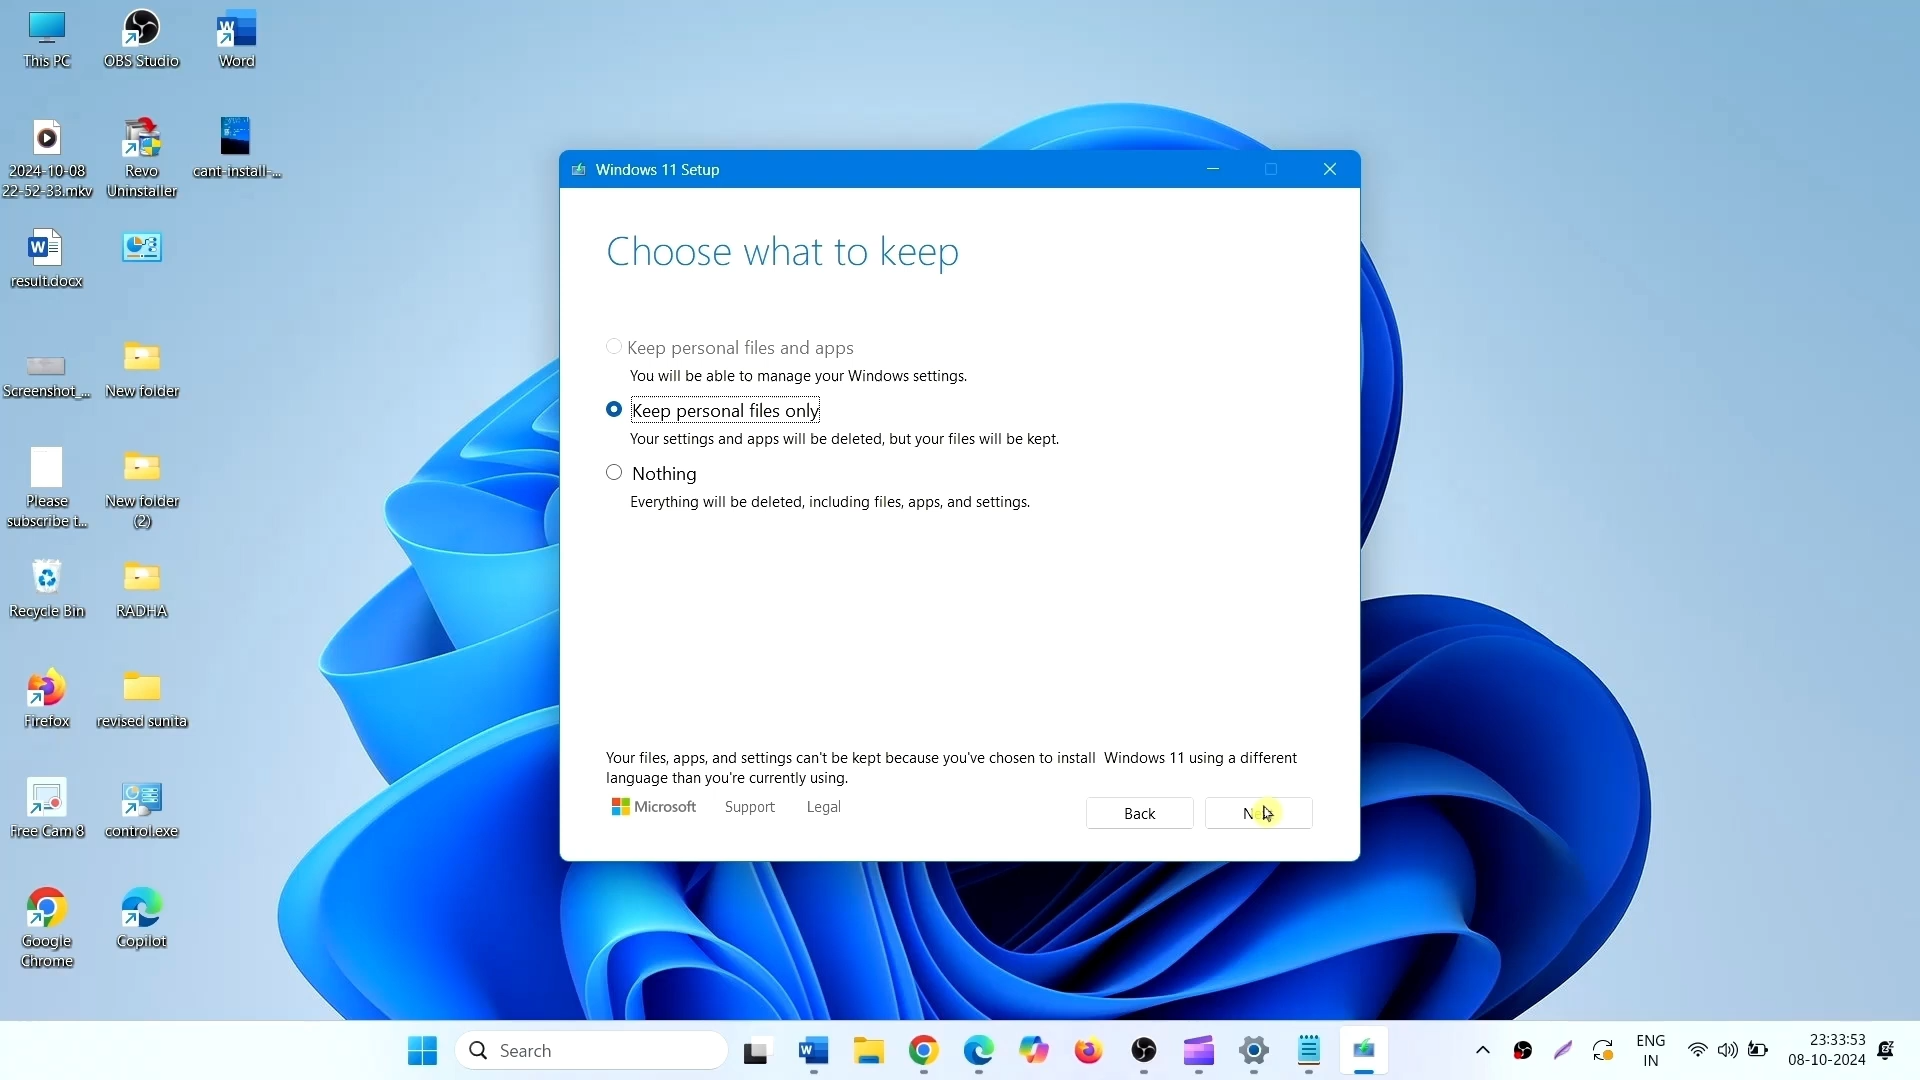 This PC
OBS Studio
Word
2024-10-08
22-52-33.mkv
Revo
Uninstaller
cant-install-...
result.docx
Screenshot_...
New folder
Please
subscribe t...
New folder
(2)
Recycle Bin
RADHA
Firefox
revised sunita
Free Cam 8
control.exe
Google
Chrome
Copilot
Windows 11 Setup
Choose what to keep
Keep personal files and apps
You will be able to manage your Windows settings.
Keep personal files only
Your settings and apps will be deleted, but your files will be kept.
Nothing
Everything will be deleted, including files, apps, and settings.
Your files, apps, and settings can't be kept because you've chosen to install  Windows 11 using a different
language than you're currently using.
Microsoft
Support
Legal
Back
Search
ENG
IN
23:33:53
08-10-2024